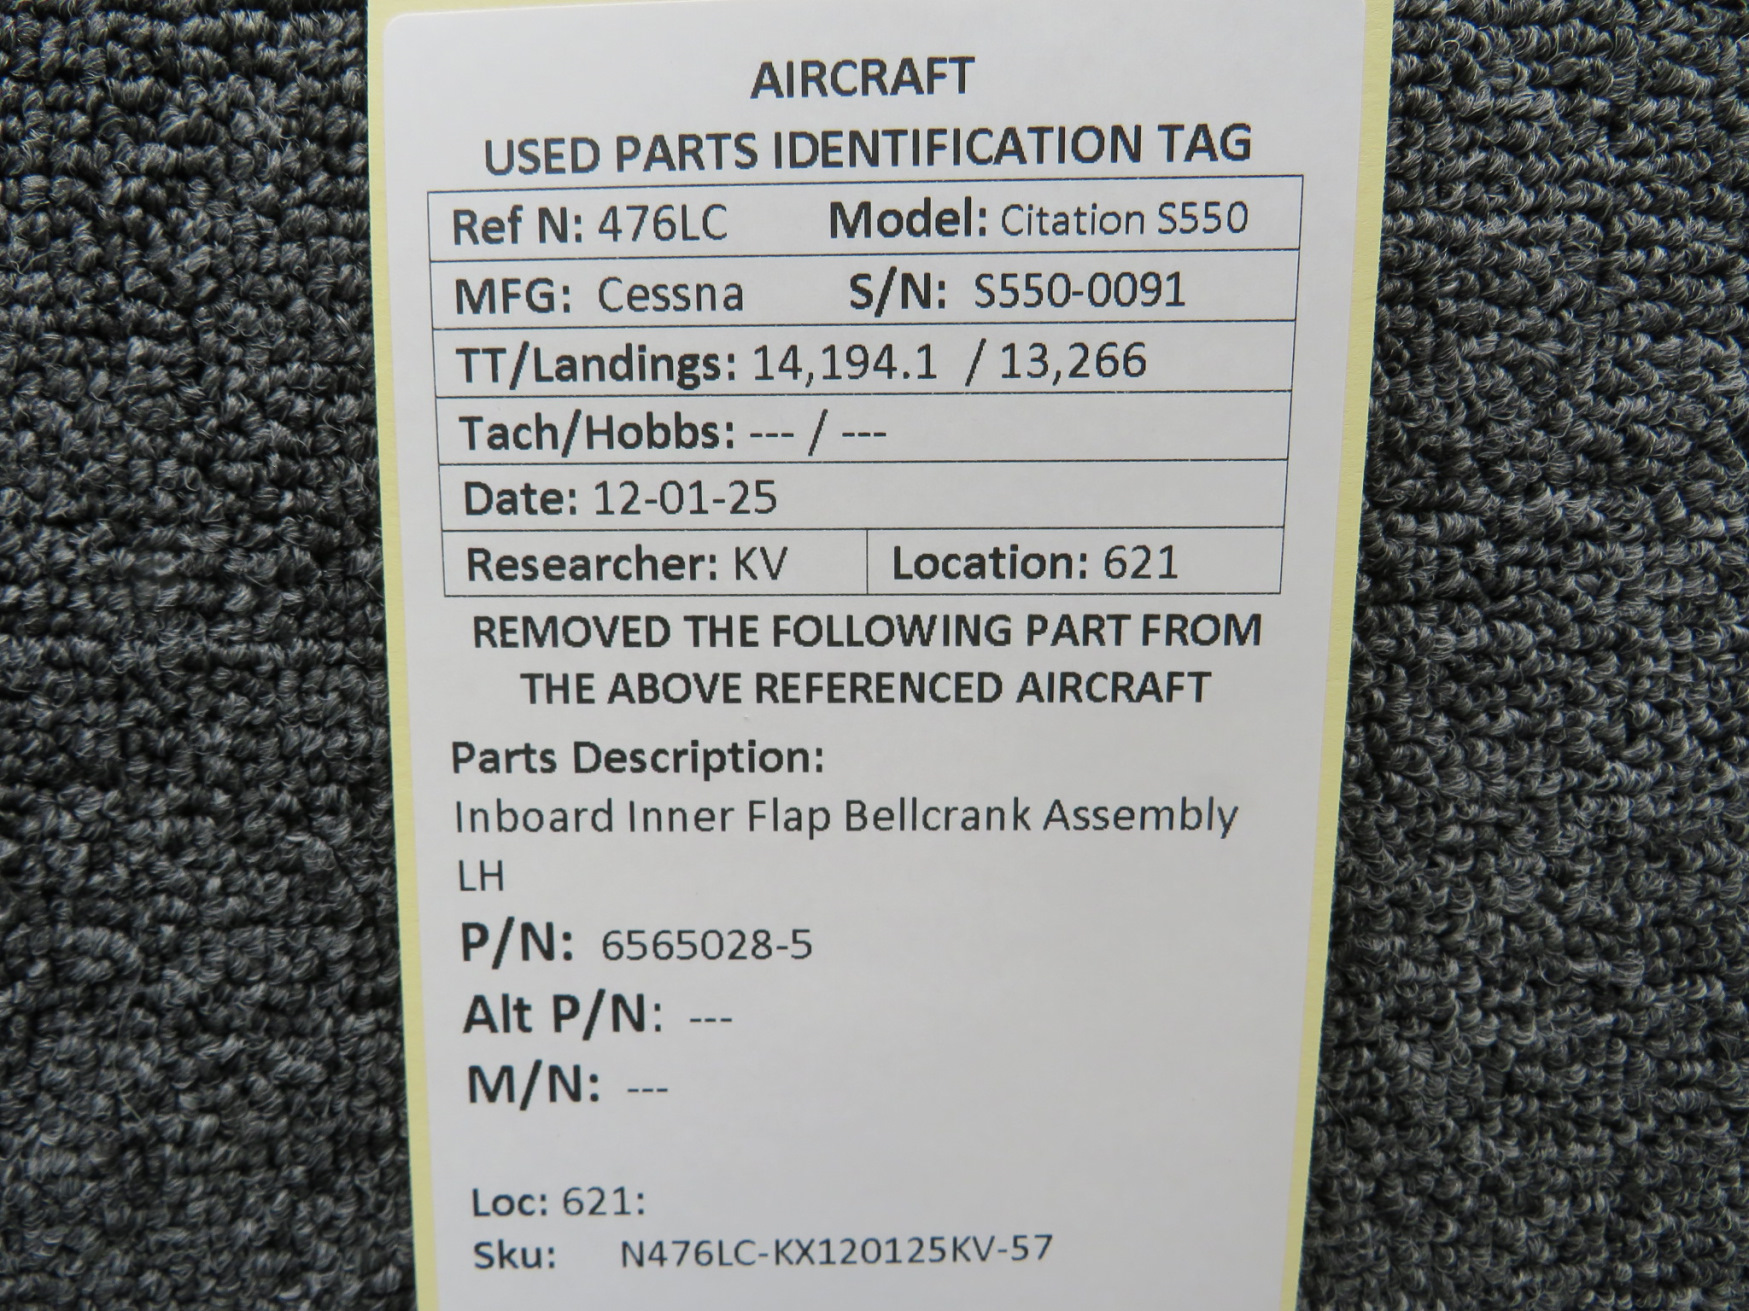 AIRCRAFT
USED PARTS IDENTIFICATION TAG
Ref N: 476LC Model: Citation S550
MFG: Cessna S/N: S550-0091
TT/Landings: 14,194.1 / 13,266
Tach/Hobbs: --- / ---
Date: 12-01-25
Researcher: KV Location: 621
REMOVED THE FOLLOWING PART FROM
THE ABOVE REFERENCED AIRCRAFT
Parts Description:
Inboard Inner Flap Bellcrank Assembly
LH
P/N: 6565028-5
Alt P/N: ---
M/N: ---
Loc: 621:
Sku: N476LC-KX120125KV-57